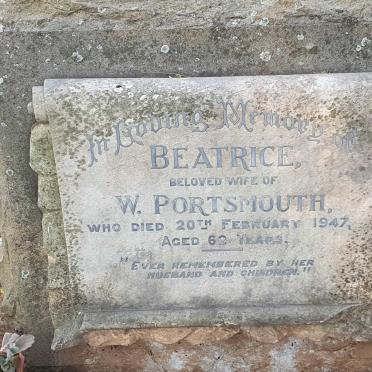 In Loving Memory of
BEATRICE,
BELOVED WIFE OF
W. PORTSMOUTH,
WHO DIED 20TH FEBRUARY 1947,
AGED 62 YEARS.
"EVER REMEMBERED BY HER
HUSBAND AND CHILDREN."